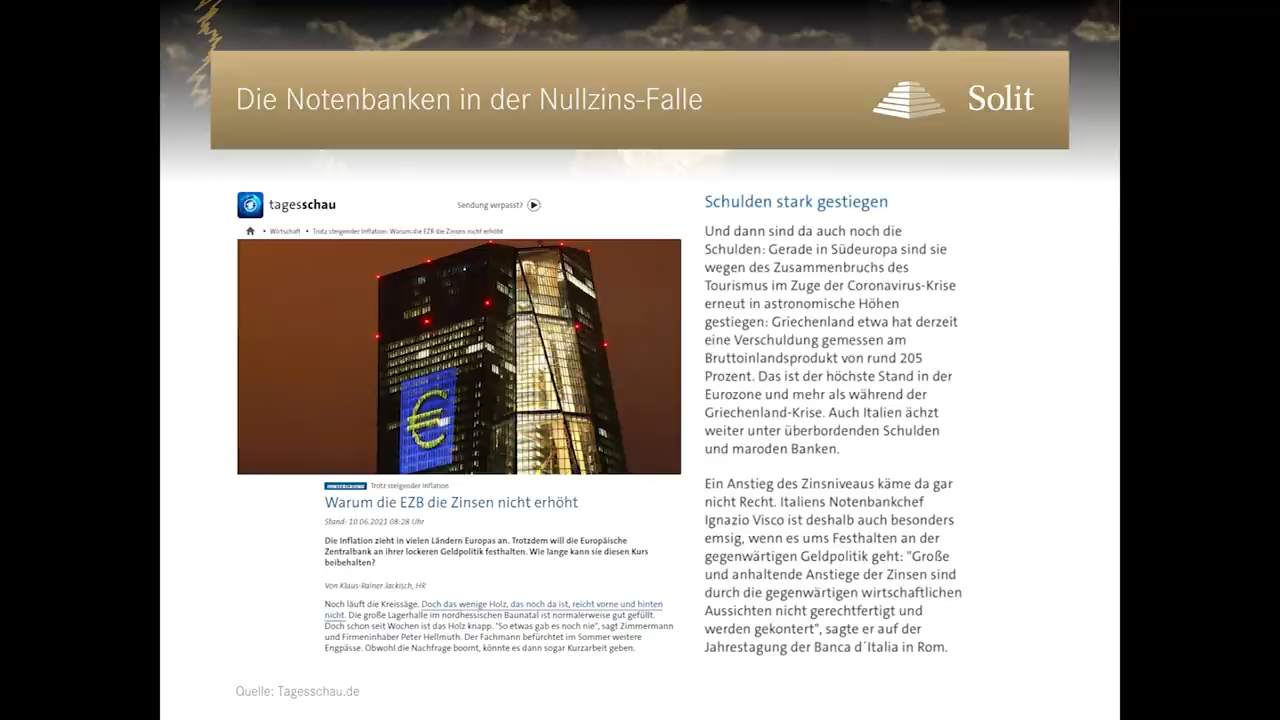 Die Notenbanken in der Nullzins-Falle
Solit
tagesschau
Sendung verpasst?
• Wirtschaft • Trotz steigender Inflation: Warum die EZB die Zinsen nicht erhöht
€
HINTERGRUND Trotz steigender Inflation
Warum die EZB die Zinsen nicht erhöht
Stand: 10.06.2021 08:28 Uhr
Die Inflation zieht in vielen Ländern Europas an. Trotzdem will die Europäische
Zentralbank an ihrer lockeren Geldpolitik festhalten. Wie lange kann sie diesen Kurs
beibehalten?
Von Klaus-Rainer Jackisch, HR
Noch läuft die Kreissäge. Doch das wenige Holz, das noch da ist, reicht vorne und hinten
nicht. Die große Lagerhalle im nordhessischen Baunatal ist normalerweise gut gefüllt.
Doch schon seit Wochen ist das Holz knapp. "So etwas gab es noch nie", sagt Zimmermann
und Firmeninhaber Peter Hellmuth. Der Fachmann befürchtet im Sommer weitere
Engpässe. Obwohl die Nachfrage boomt, könnte es dann sogar Kurzarbeit geben.
Schulden stark gestiegen
Und dann sind da auch noch die
Schulden: Gerade in Südeuropa sind sie
wegen des Zusammenbruchs des
Tourismus im Zuge der Coronavirus-Krise
erneut in astronomische Höhen
gestiegen: Griechenland etwa hat derzeit
eine Verschuldung gemessen am
Bruttoinlandsprodukt von rund 205
Prozent. Das ist der höchste Stand in der
Eurozone und mehr als während der
Griechenland-Krise. Auch Italien ächzt
weiter unter überbordenden Schulden
und maroden Banken.
Ein Anstieg des Zinsniveaus käme da gar
nicht Recht. Italiens Notenbankchef
Ignazio Visco ist deshalb auch besonders
emsig, wenn es ums Festhalten an der
gegenwärtigen Geldpolitik geht: "Große
und anhaltende Anstiege der Zinsen sind
durch die gegenwärtigen wirtschaftlichen
Aussichten nicht gerechtfertigt und
werden gekontert", sagte er auf der
Jahrestagung der Banca d´Italia in Rom.
Quelle: Tagesschau.de